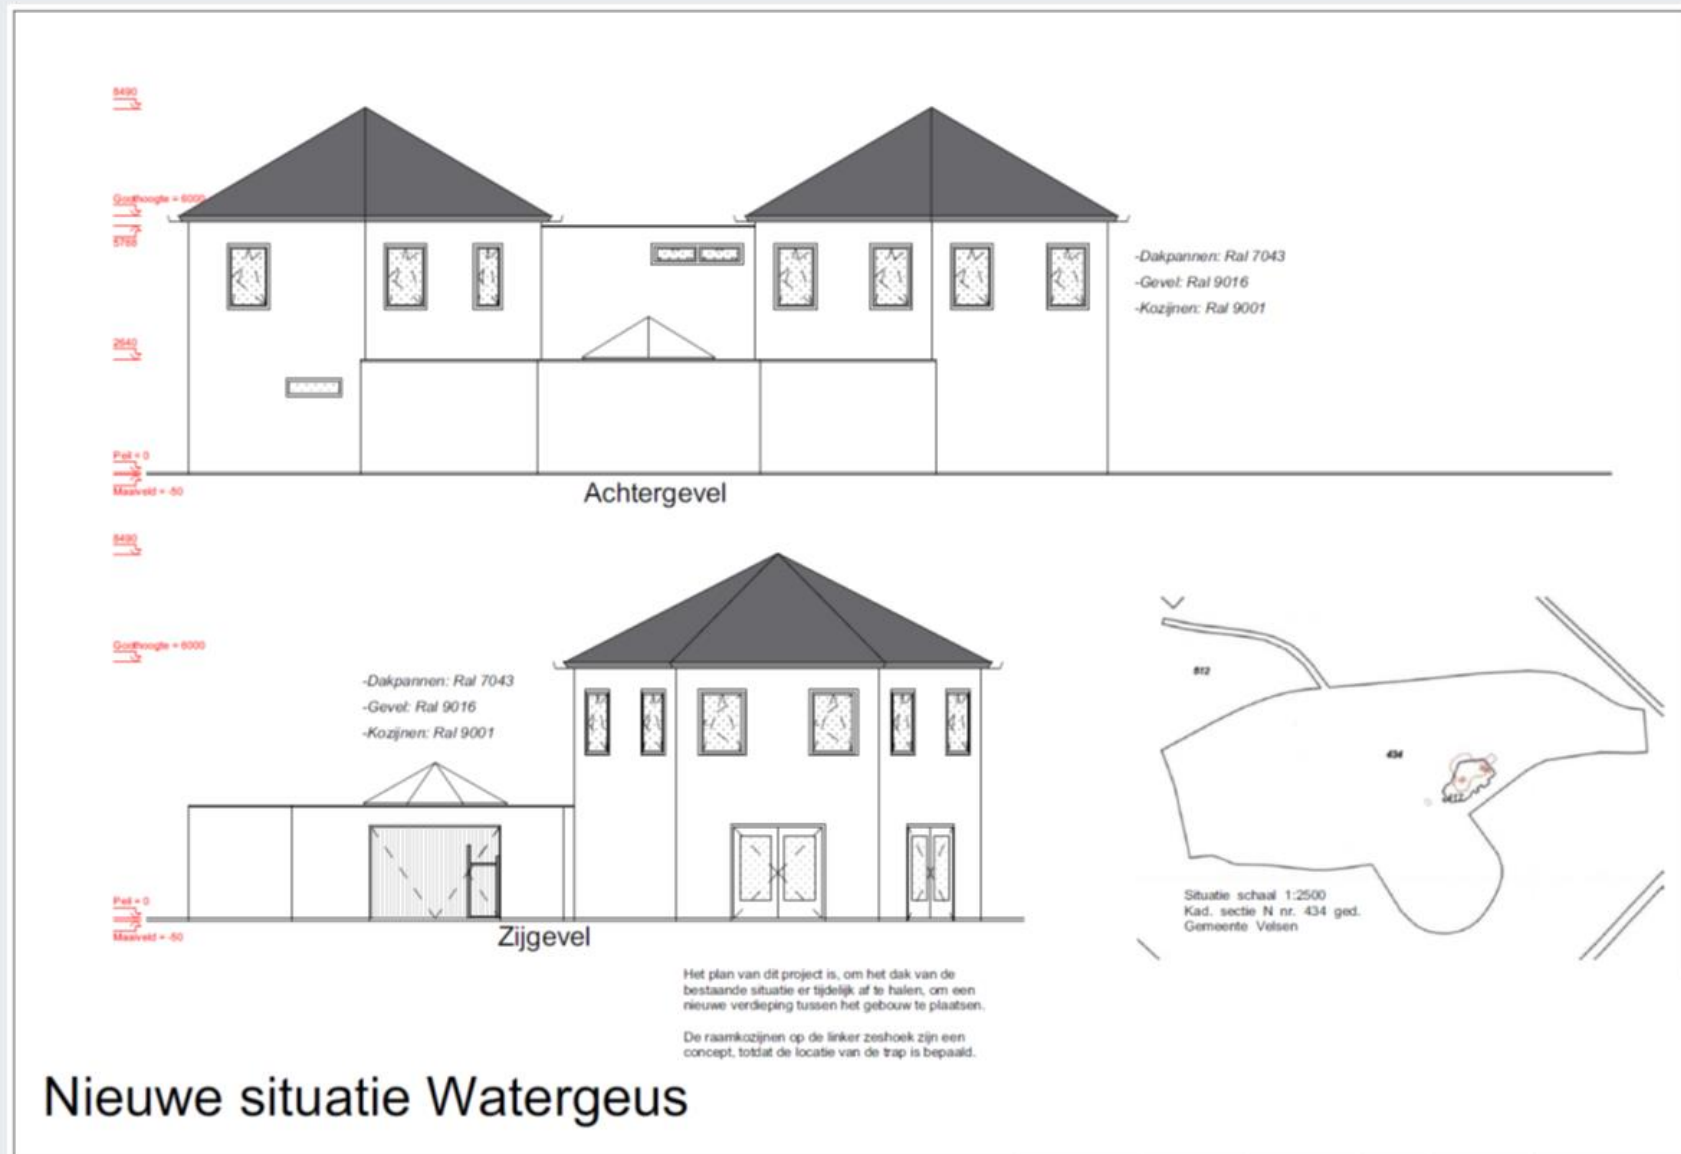 8490
Goothoogte = 6000
5768
-Dakpannen: Ral 7043
-Gevel: Ral 9016
-Kozijnen: Ral 9001
2640
Peil = 0
Maaiveld = -50
Achtergevel
8490
Goothoogte = 6000
-Dakpannen: Ral 7043
-Gevel: Ral 9016
-Kozijnen: Ral 9001
512
434
Peil = 0
Maaiveld = -50
Zijgevel
Situatie schaal 1:2500
Kad. sectie N nr. 434 ged.
Gemeente Velsen
Het plan van dit project is, om het dak van de
bestaande situatie er tijdelijk af te halen, om een
nieuwe verdieping tussen het gebouw te plaatsen.
De raamkozijnen op de linker zeshoek zijn een
concept, totdat de locatie van de trap is bepaald.
Nieuwe situatie Watergeus